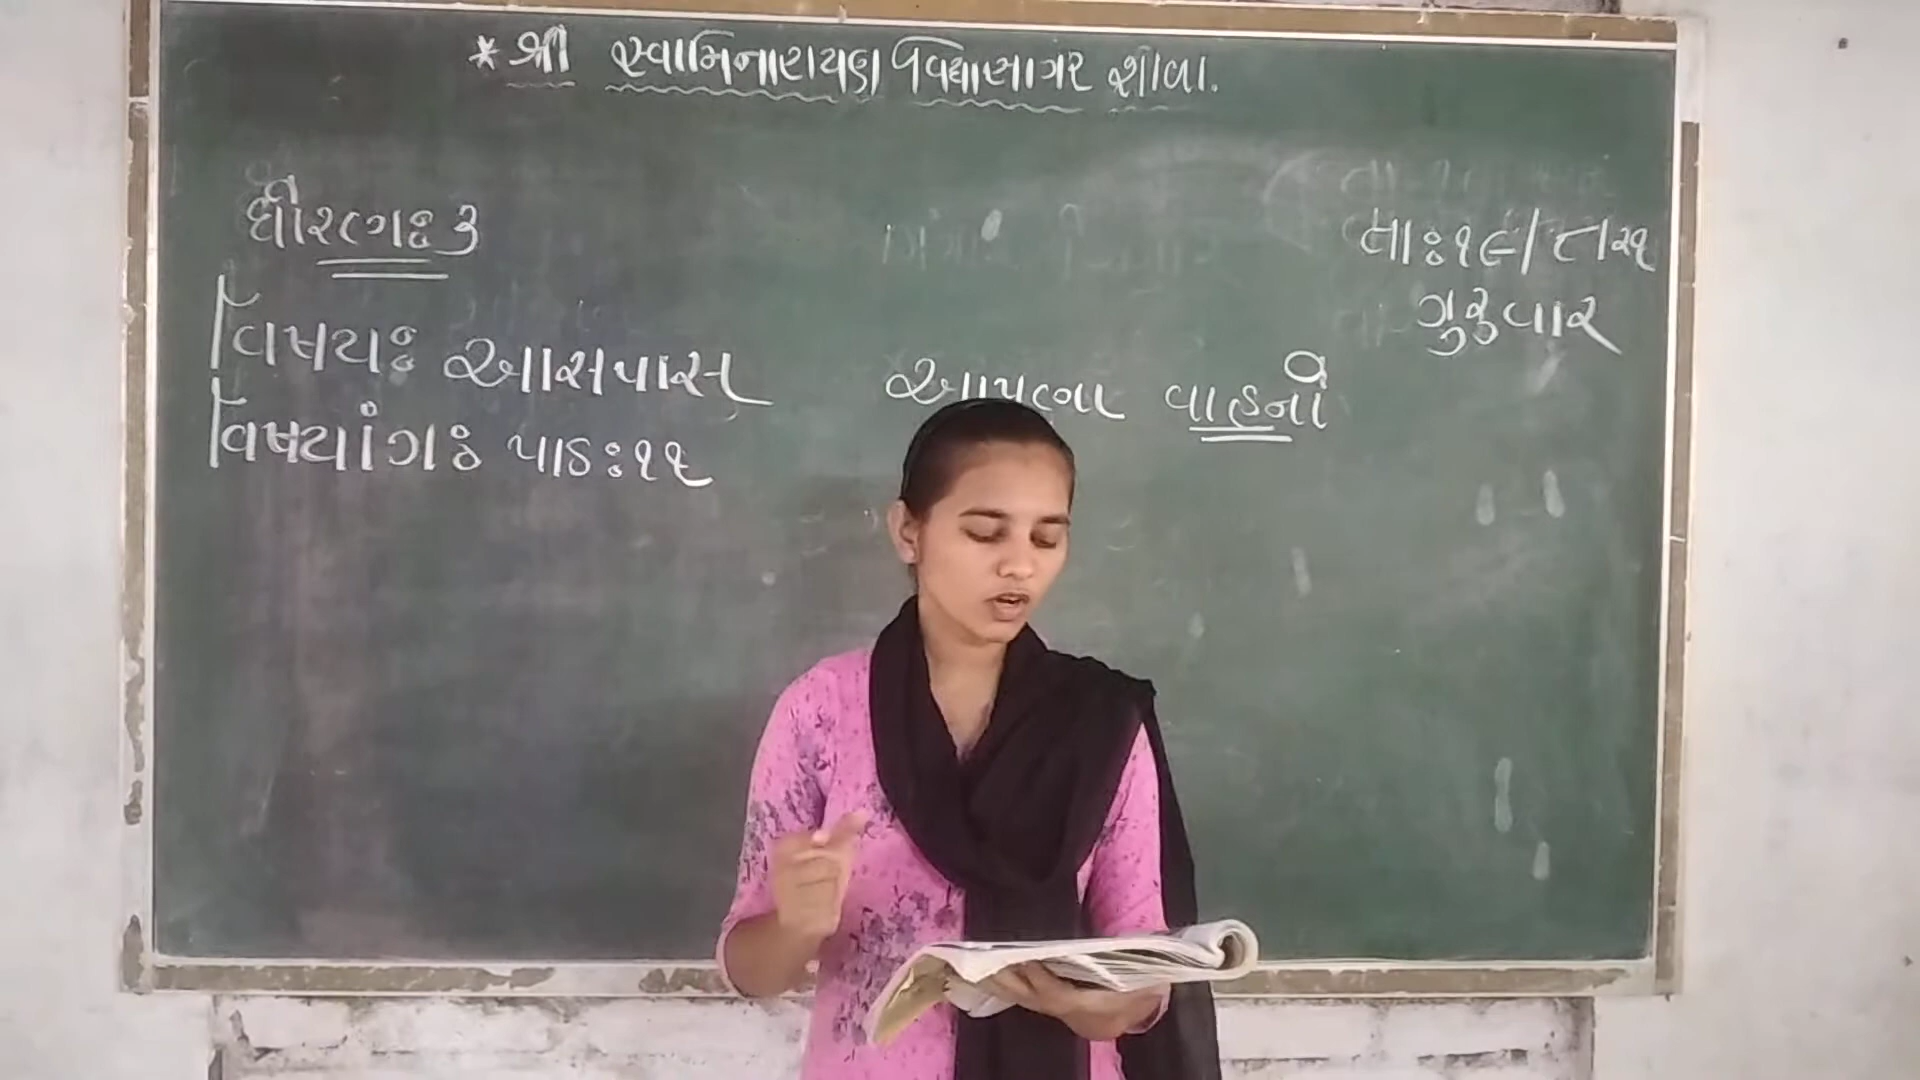 * શ્રી સ્વામિનારાયણ વિદ્યાસાગર શાળા.
ધોરણઃ ૩
તાઃ૧૯/૮/૨૧
ગુરુવાર
વિષયઃ આસપાસ
આપણા વાહનો
વિષયાંગઃ પાઠઃ૧૧